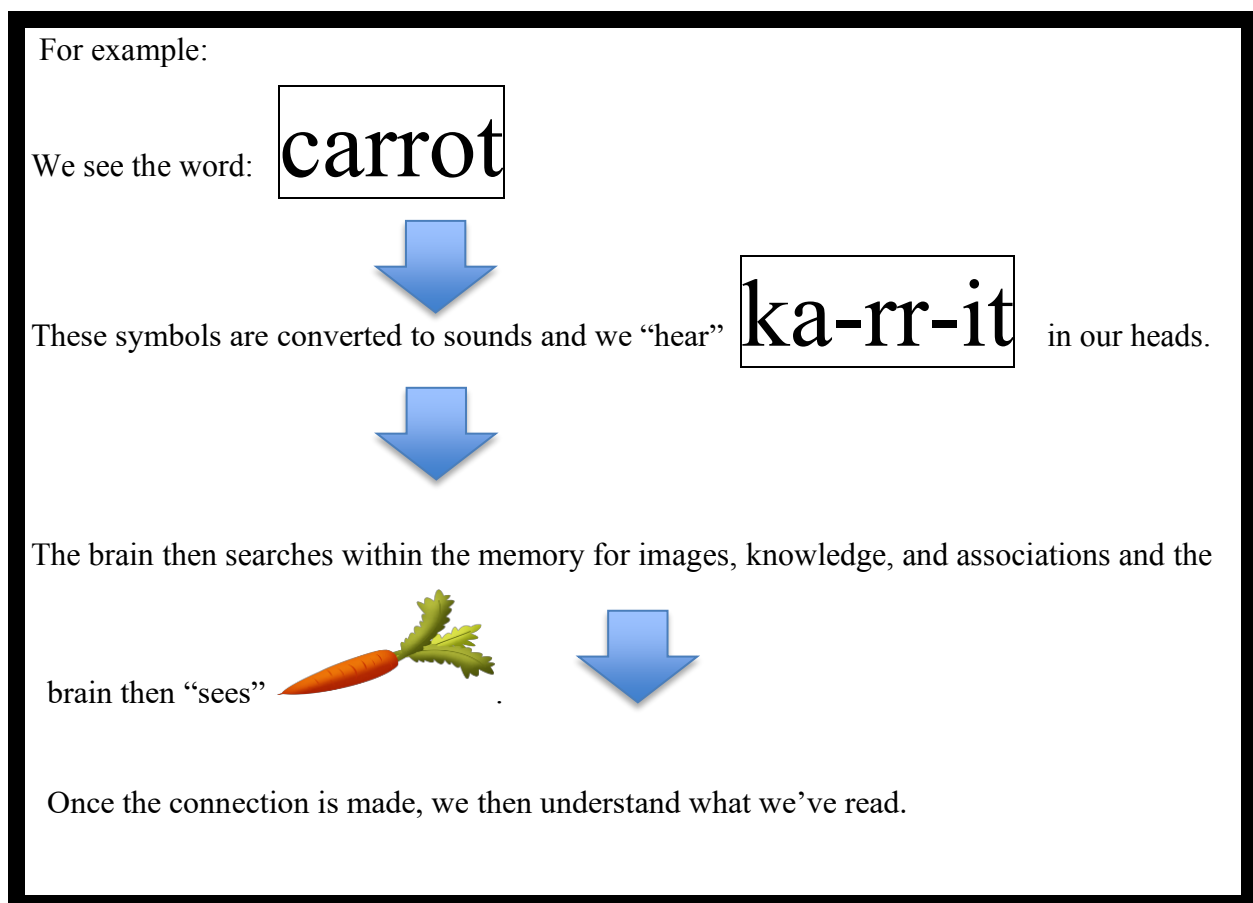 For example:
We see the word: carrot
These symbols are converted to sounds and we “hear” ka-rr-it in our heads.
The brain then searches within the memory for images, knowledge, and associations and the
brain then “sees” .
Once the connection is made, we then understand what we’ve read.